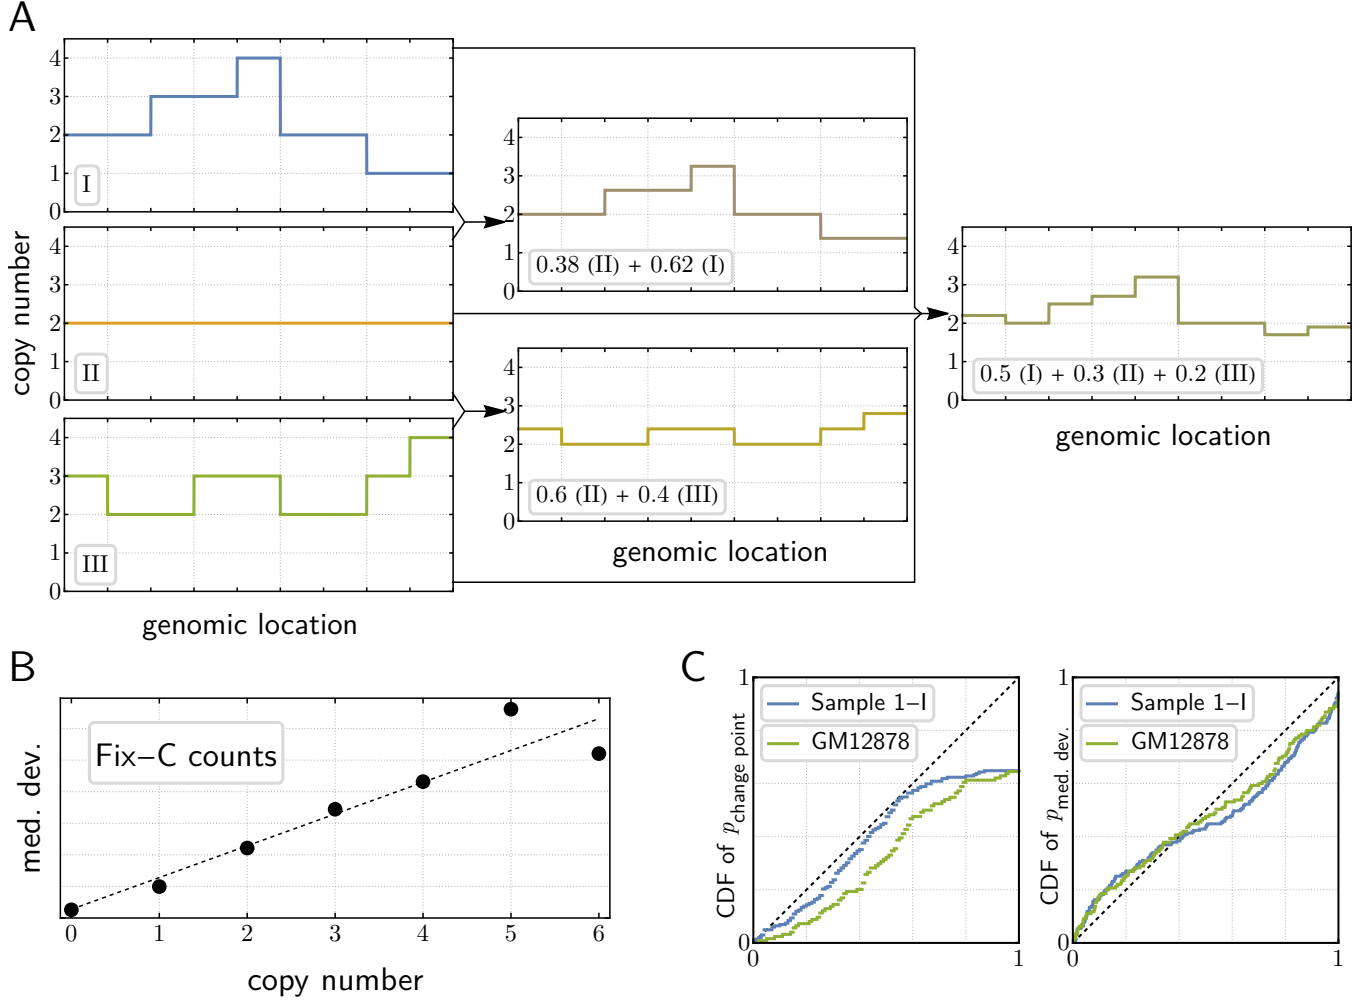 A
4
3
2
1
0
I
4
3
2
1
0
II
4
3
2
1
0
III
copy number
genomic location
4
3
2
1
0
0.38 (II) + 0.62 (I)
4
3
2
1
0
0.6 (II) + 0.4 (III)
genomic location
4
3
2
1
0
0.5 (I) + 0.3 (II) + 0.2 (III)
genomic location
B
med. dev.
Fix–C counts
0 1 2 3 4 5 6
copy number
C
CDF of p change point
1
Sample 1–I
GM12878
0
0 1
CDF of p med. dev.
1
Sample 1–I
GM12878
0
0 1